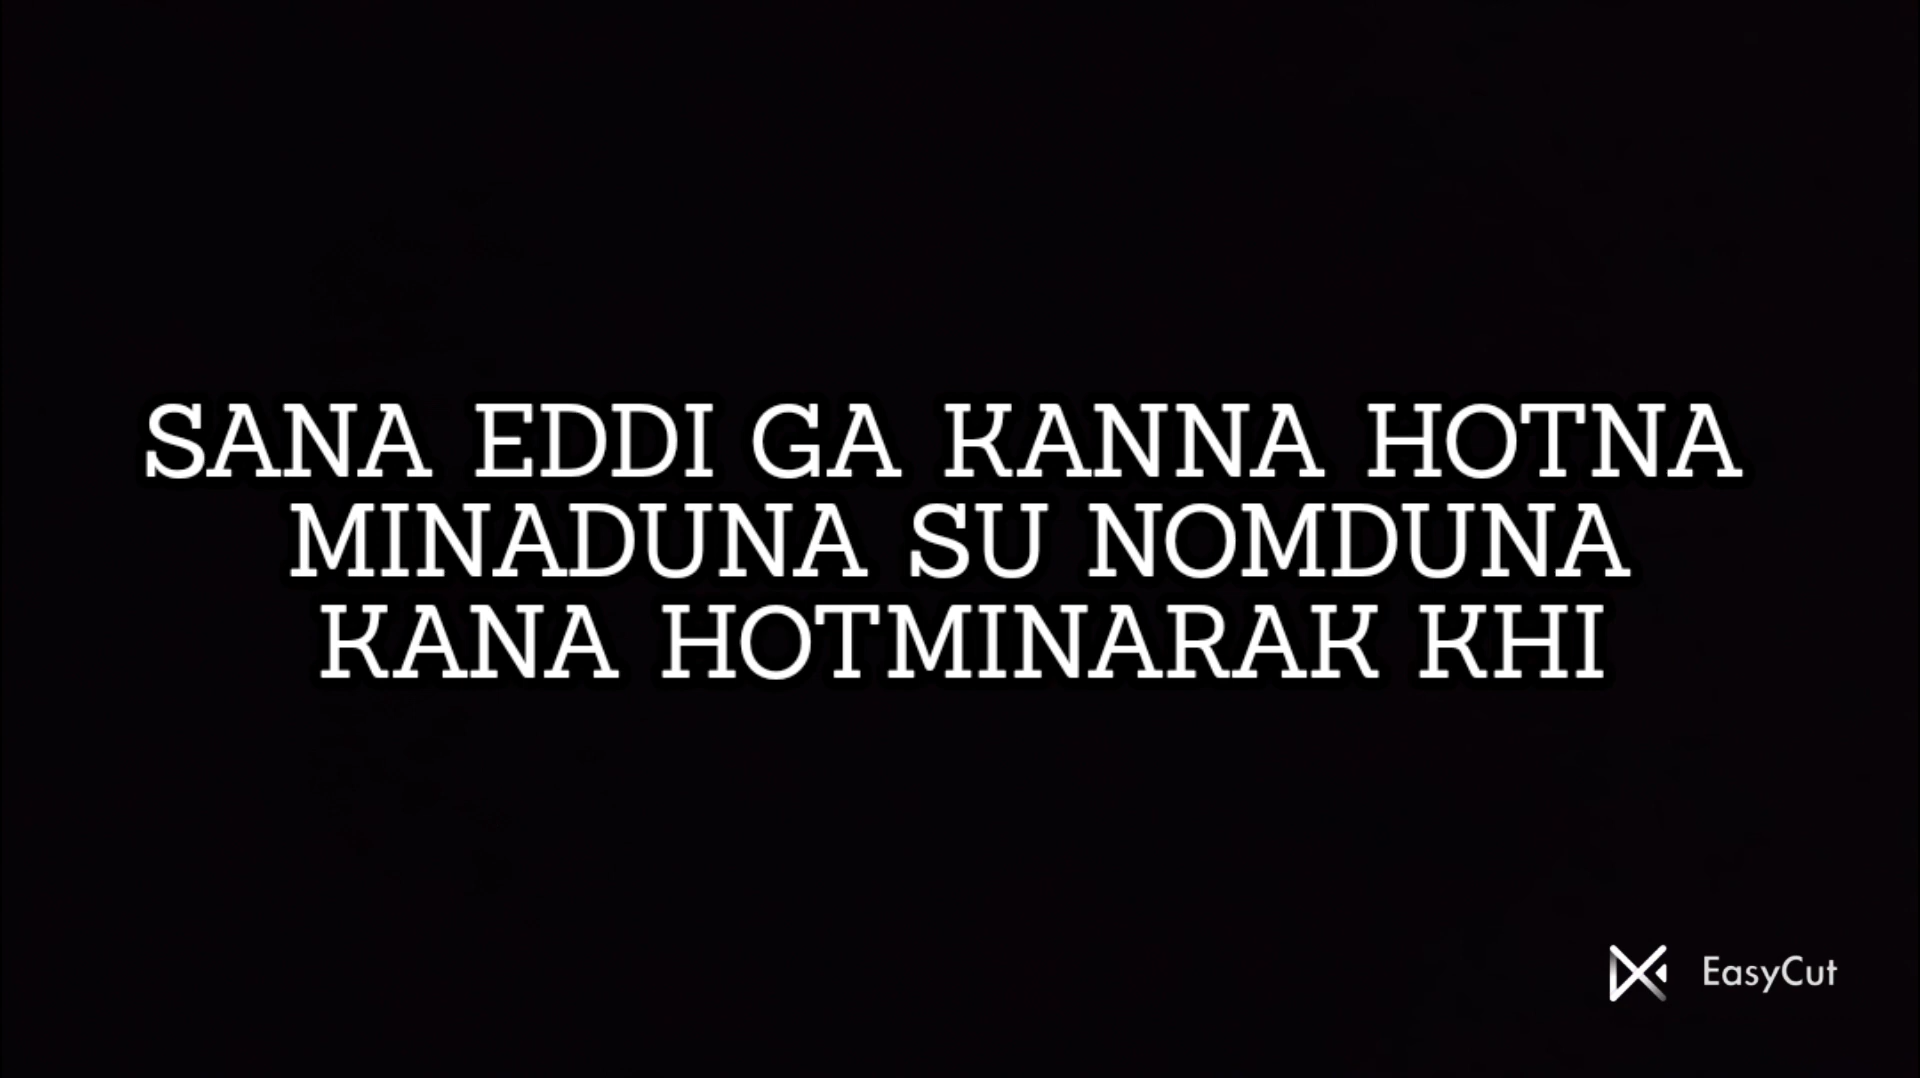 SANA EDDI GA KANNA HOTNA
MINADUNA SU NOMDUNA
KANA HOTMINARAK KHI
EasyCut